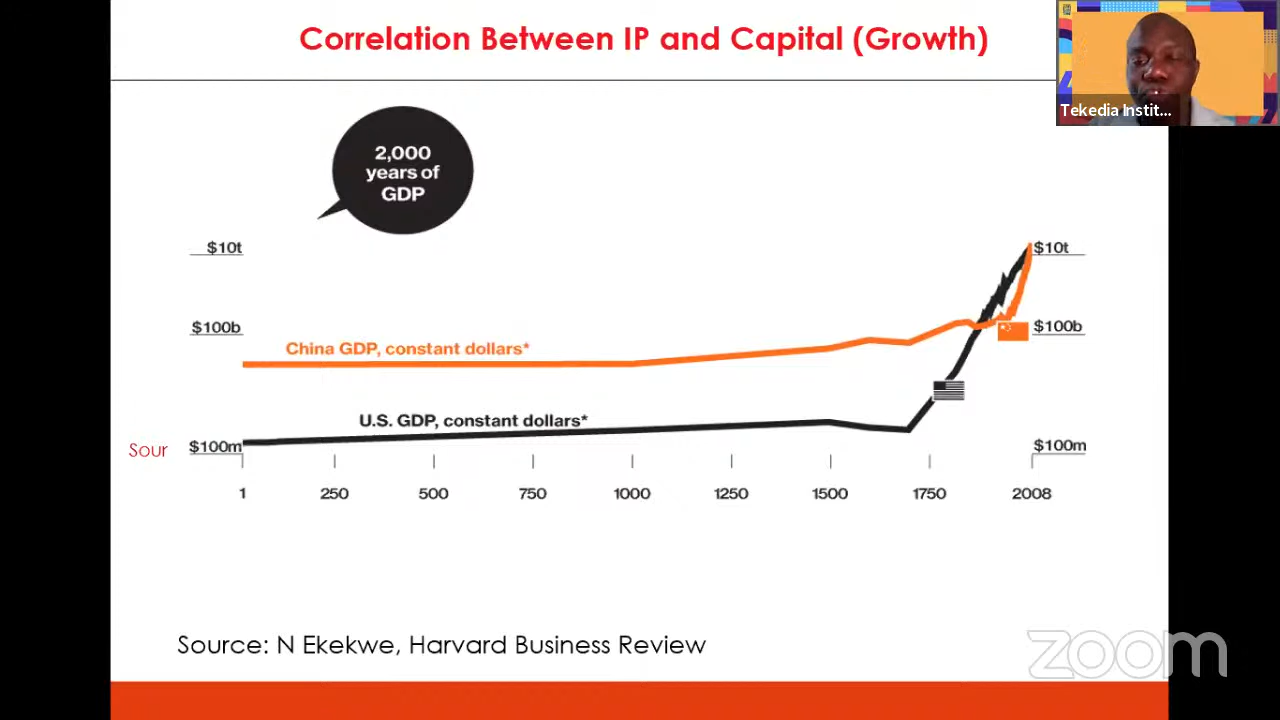 Correlation Between IP and Capital (Growth)
Tekedia Instit...
2,000
years of
GDP
$10t
$10t
$100b
$100b
China GDP, constant dollars*
U.S. GDP, constant dollars*
Sour
$100m
$100m
1 250 500 750 1000 1250 1500 1750 2008
Source: N Ekekwe, Harvard Business Review
zoom